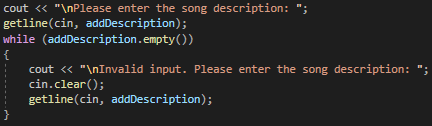 cout << "\nPlease enter the song description: ";
getline(cin, addDescription);
while (addDescription.empty())
{
    cout << "\nInvalid input. Please enter the song description: ";
    cin.clear();
    getline(cin, addDescription);
}